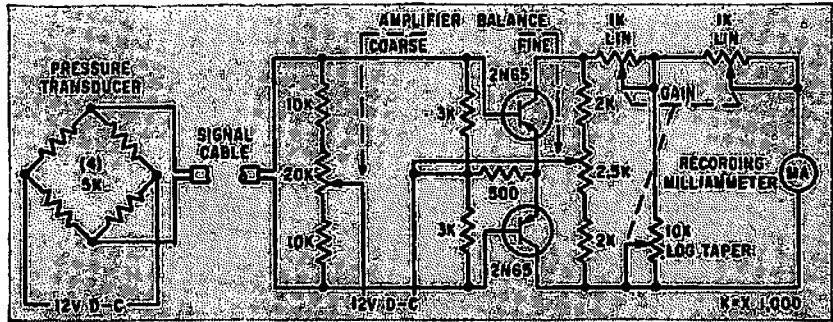 AMPLIFIER BALANCE
COARSE
FINE
1K
LIN
1K
LIN
PRESSURE
TRANSDUCER
2N65
10K
3K
2K
GAIN
SIGNAL
CABLE
(4)
5K
20K
500
2.5K
RECORDING
MILLIAMMETER
MA
10K
3K
2N65
2K
10K
LOG TAPER
12V D-C
12V D-C
K=X 1,000